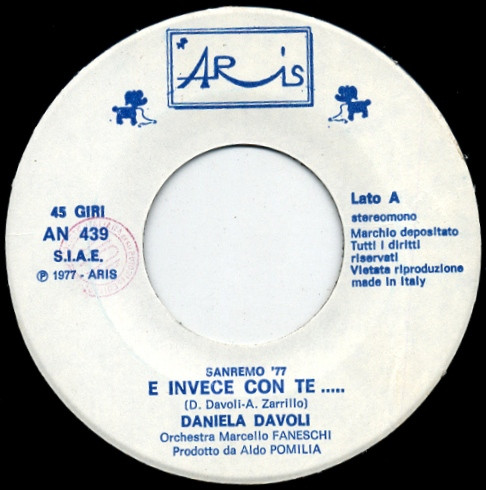 ARIS
45 GIRI
AN 439
S.I.A.E.
Ⓟ 1977 - ARIS
Lato A
stereomono
Marchio depositato
Tutti i diritti
riservati
Vietata riproduzione
made in Italy
SANREMO '77
E INVECE CON TE .....
(D. Davoli-A. Zarrillo)
DANIELA DAVOLI
Orchestra Marcello FANESCHI
Prodotto da Aldo POMILIA